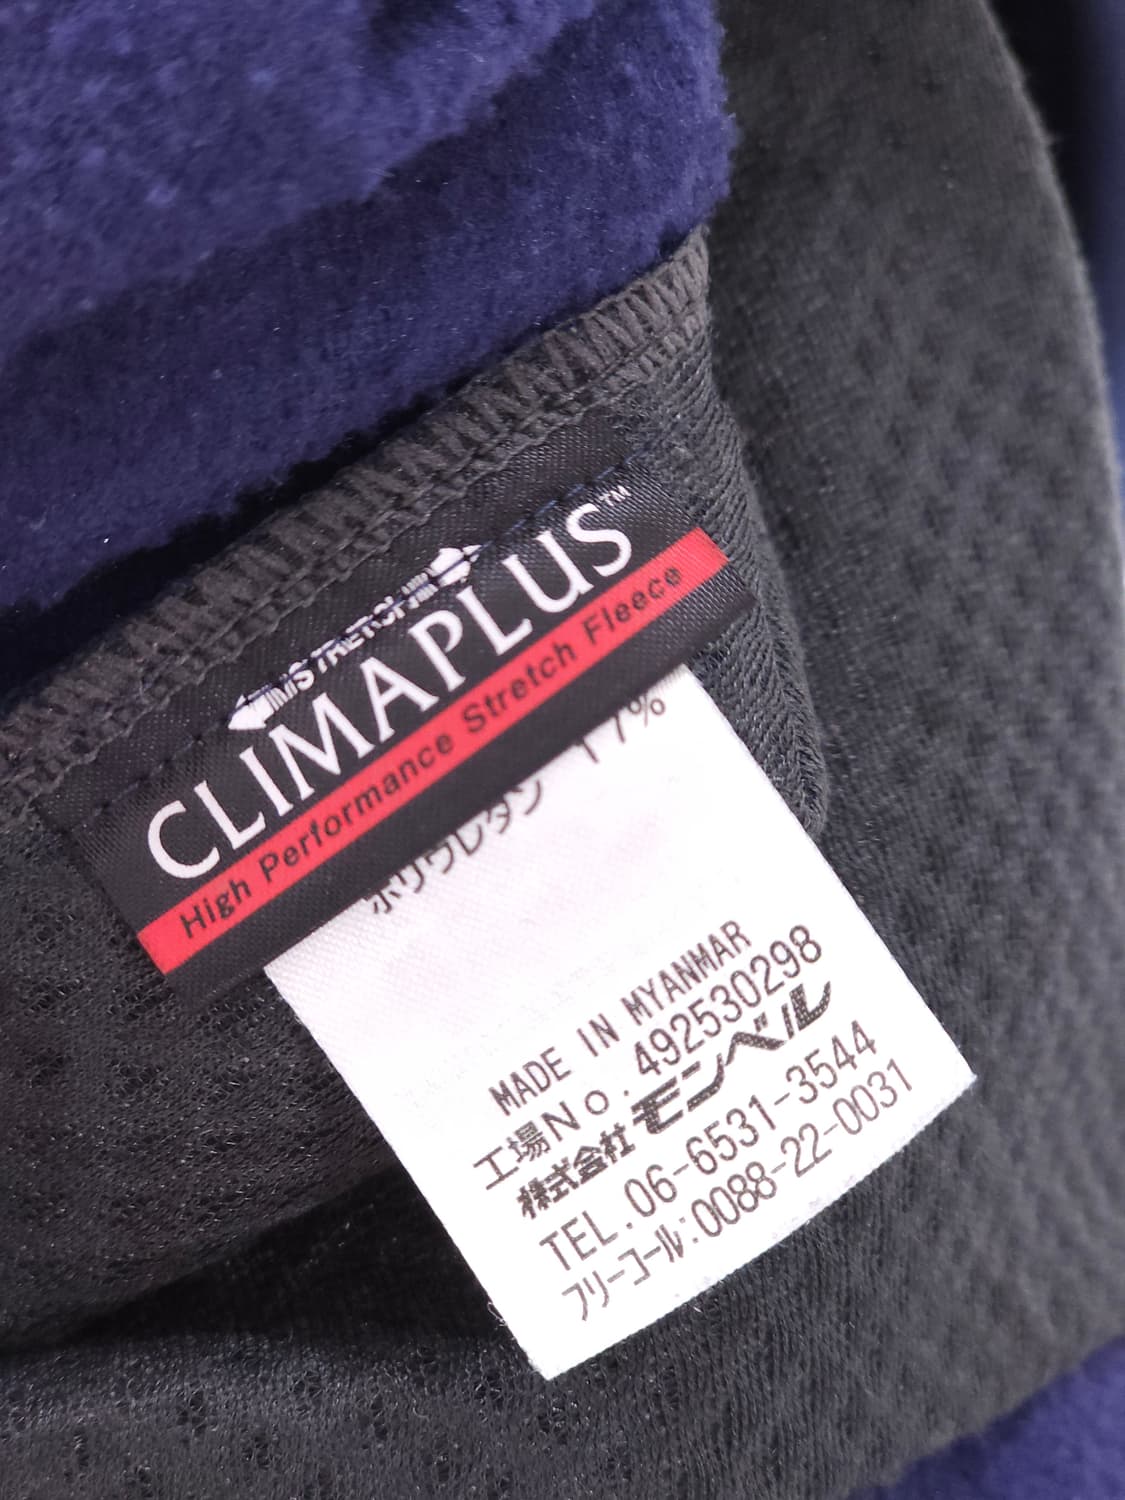 STRETCH
CLIMAPLUS™
High Performance Stretch Fleece®
ポリウレタン 17%
MADE IN MYANMAR
工場No.492530298
株式会社モンベル
TEL.06-6531-3544
フリーコール:0088-22-0031